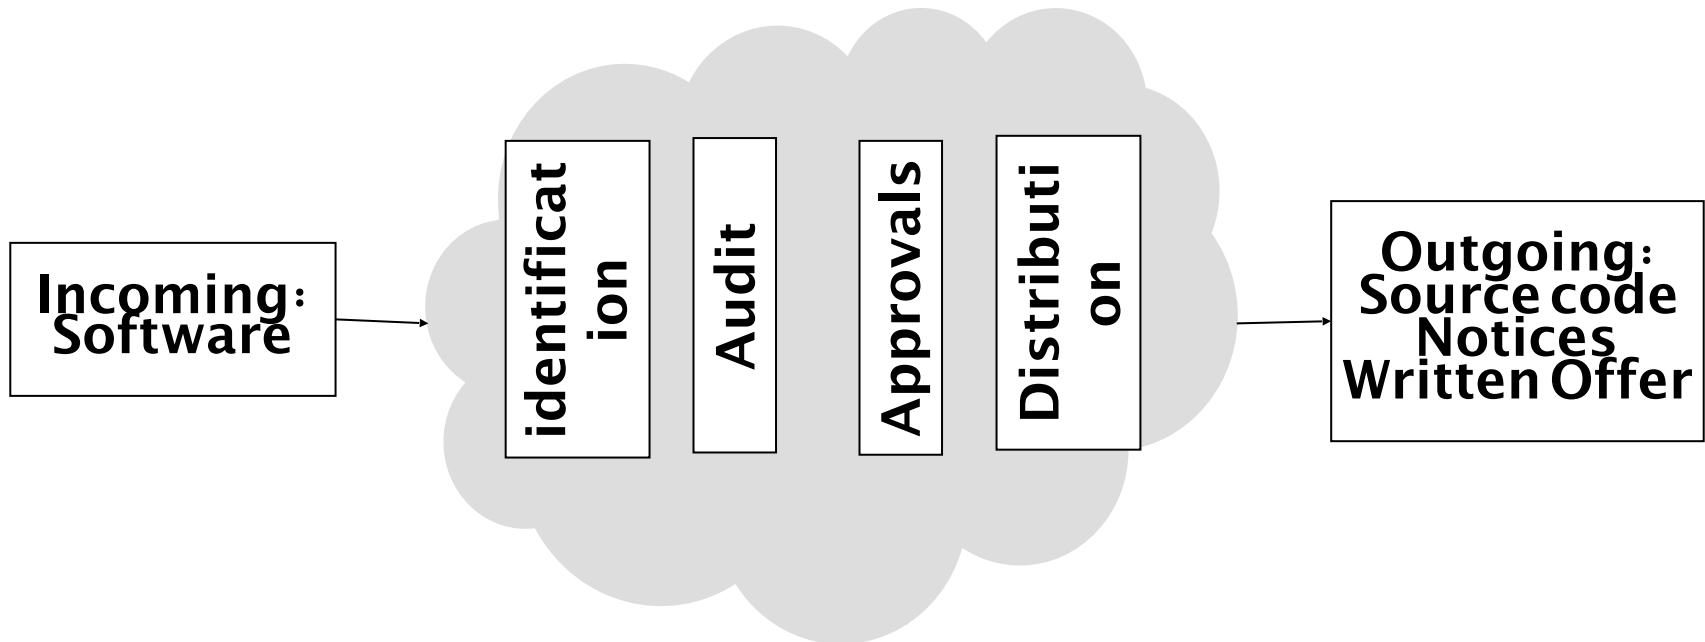 Incoming:
Software
identificat
ion
Audit
Approvals
Distributi
on
Outgoing:
Source code
Notices
Written Offer